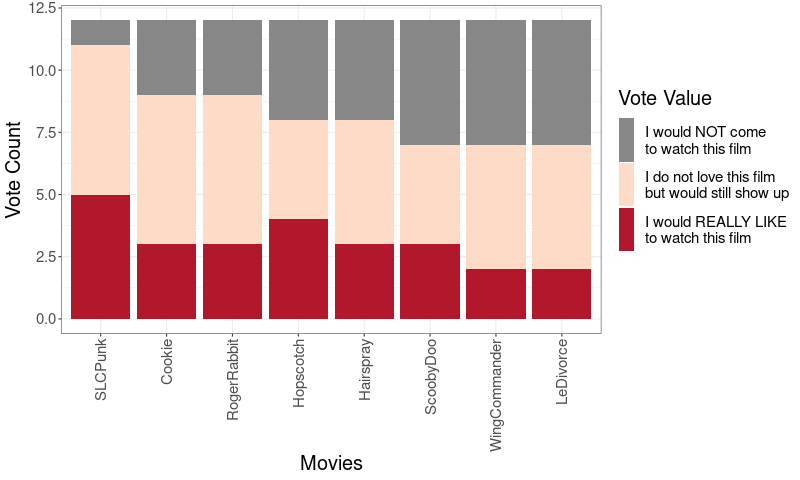 12.5
10.0
7.5
5.0
2.5
0.0
Vote Count
SLCPunk
Cookie
RogerRabbit
Hopscotch
Hairspray
ScoobyDoo
WingCommander
LeDivorce
Movies
Vote Value
I would NOT come
to watch this film
I do not love this film
but would still show up
I would REALLY LIKE
to watch this film